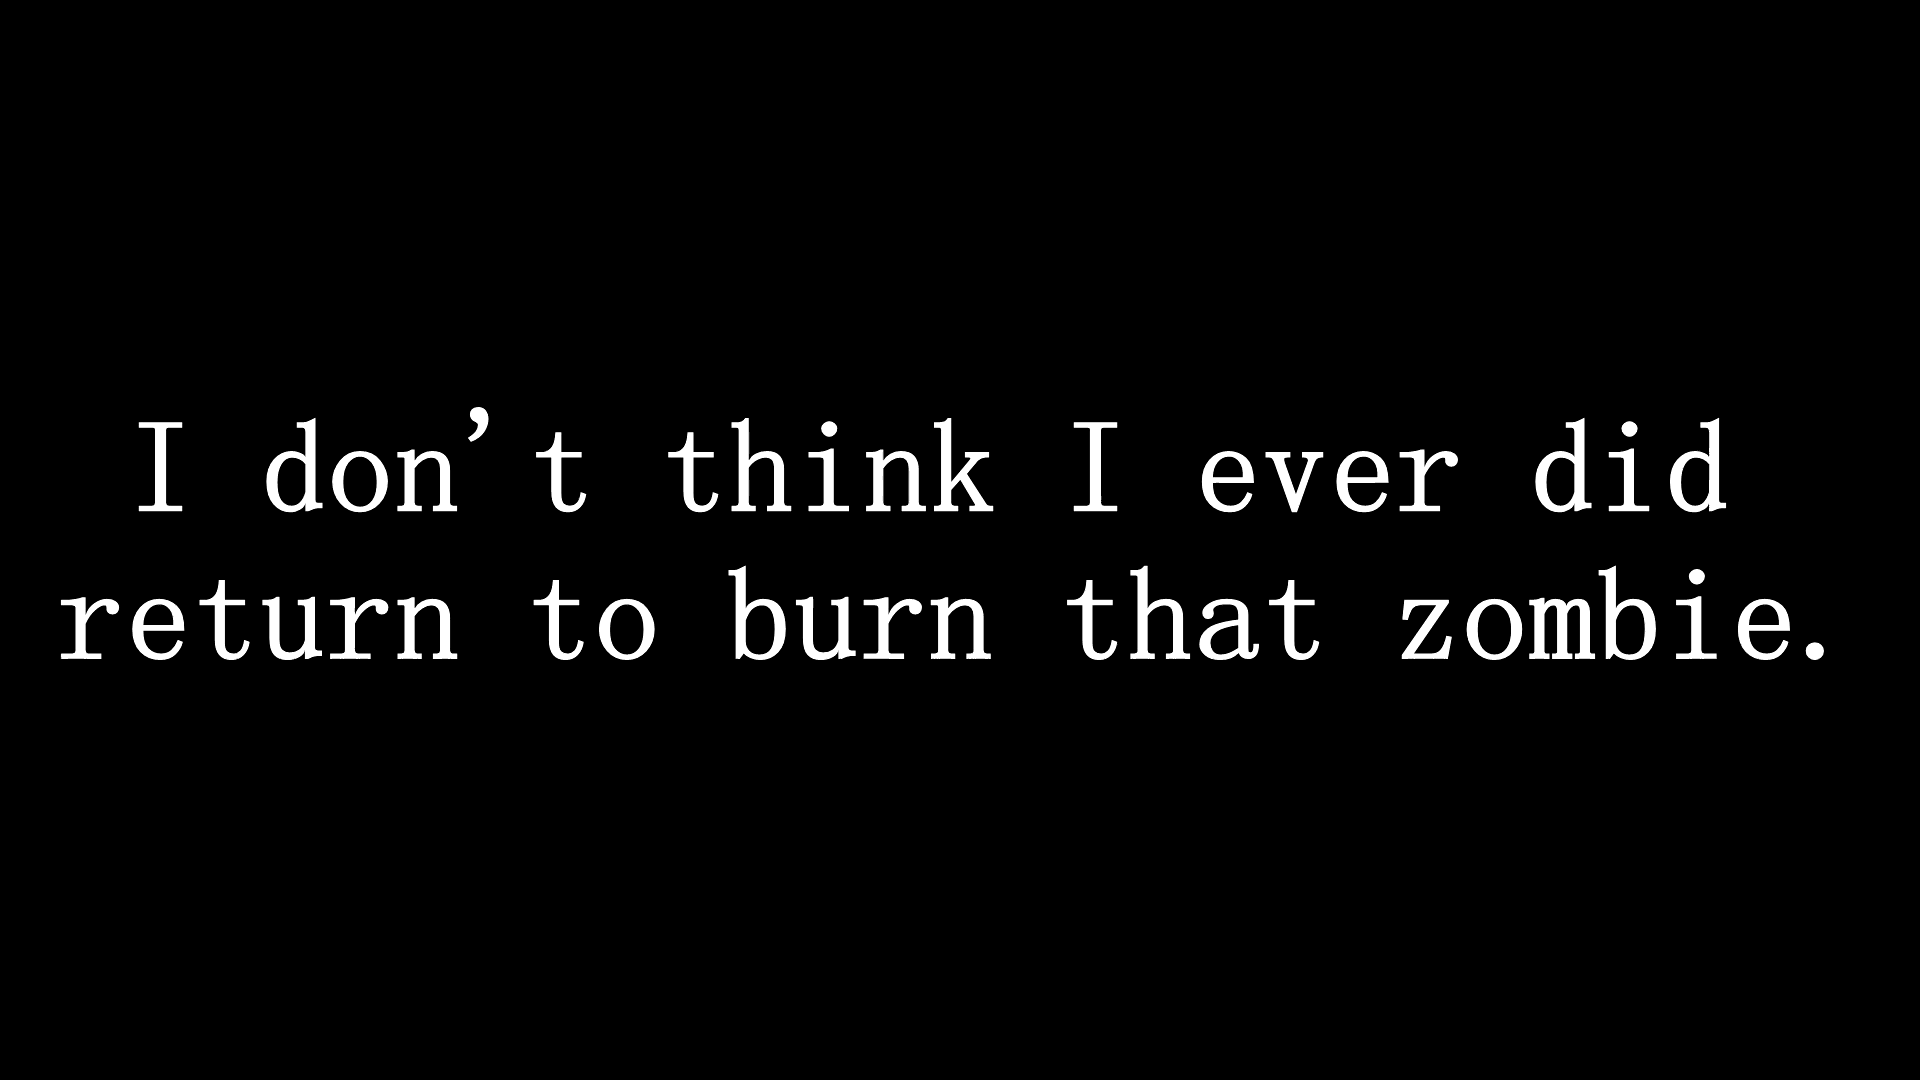 I don’t think I ever did
return to burn that zombie.